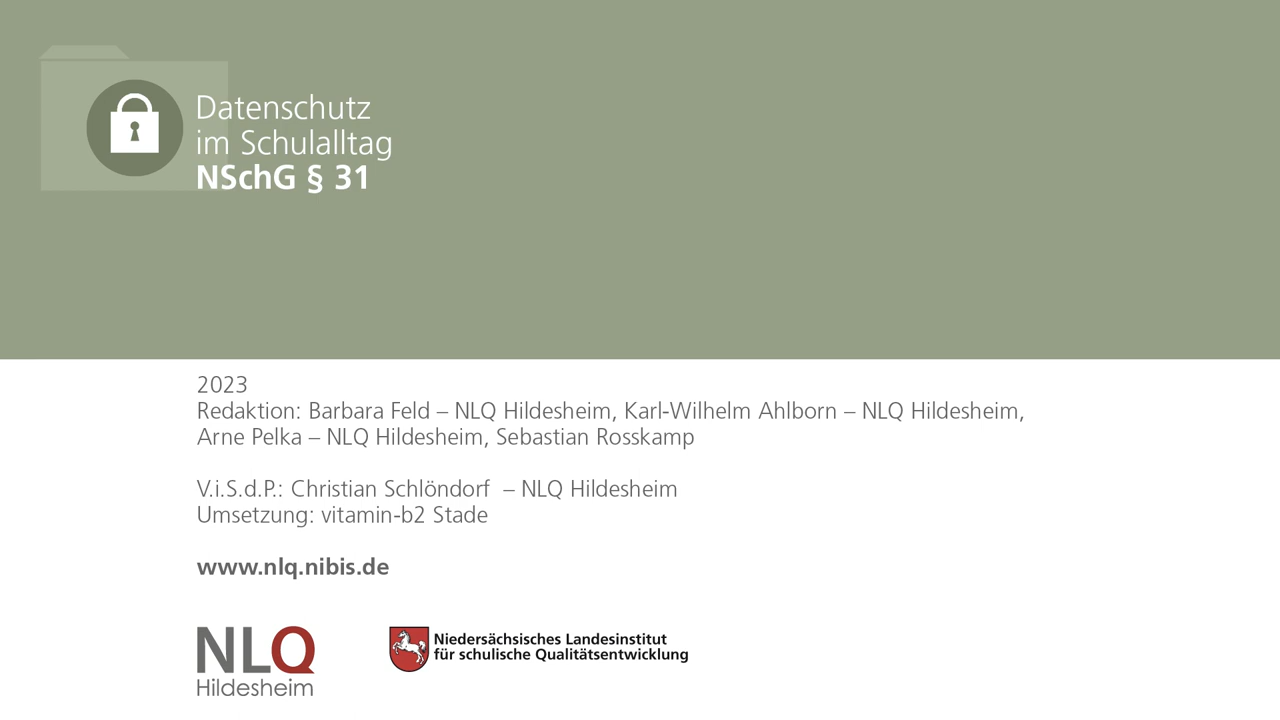 Datenschutz
im Schulalltag
NSchG § 31
2023
Redaktion: Barbara Feld – NLQ Hildesheim, Karl-Wilhelm Ahlborn – NLQ Hildesheim,
Arne Pelka – NLQ Hildesheim, Sebastian Rosskamp
V.i.S.d.P.: Christian Schlöndorf – NLQ Hildesheim
Umsetzung: vitamin-b2 Stade
www.nlq.nibis.de
NLQ
Hildesheim
Niedersächsisches Landesinstitut
für schulische Qualitätsentwicklung